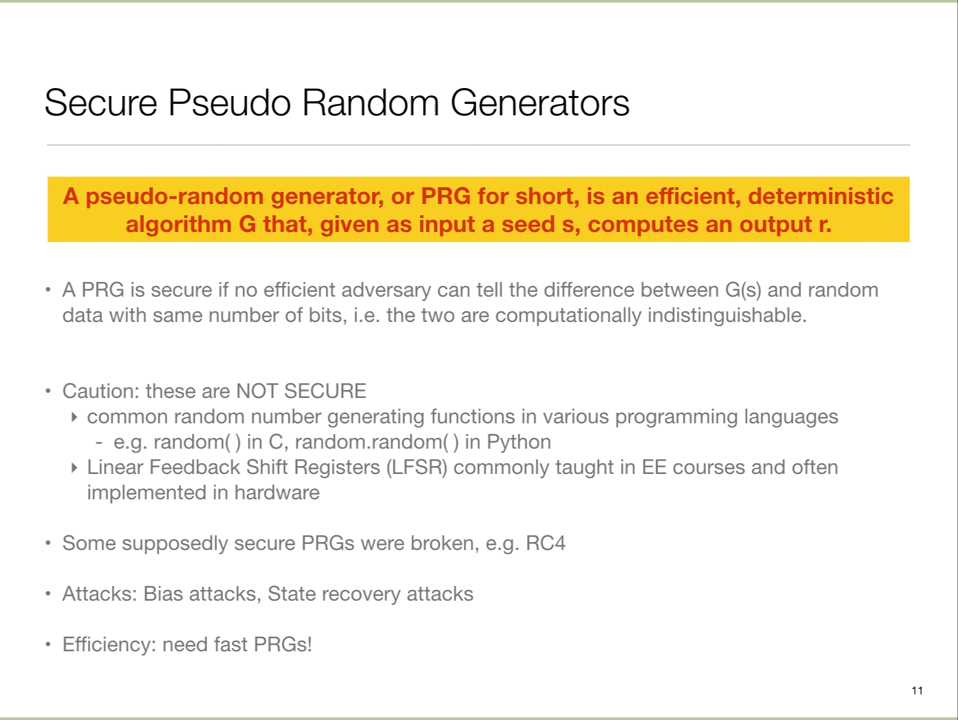 Secure Pseudo Random Generators
A pseudo-random generator, or PRG for short, is an efficient, deterministic
algorithm G that, given as input a seed s, computes an output r.
• A PRG is secure if no efficient adversary can tell the difference between G(s) and random
data with same number of bits, i.e. the two are computationally indistinguishable.
• Caution: these are NOT SECURE
‣ common random number generating functions in various programming languages
- e.g. random( ) in C, random.random( ) in Python
‣ Linear Feedback Shift Registers (LFSR) commonly taught in EE courses and often
implemented in hardware
• Some supposedly secure PRGs were broken, e.g. RC4
• Attacks: Bias attacks, State recovery attacks
• Efficiency: need fast PRGs!
11